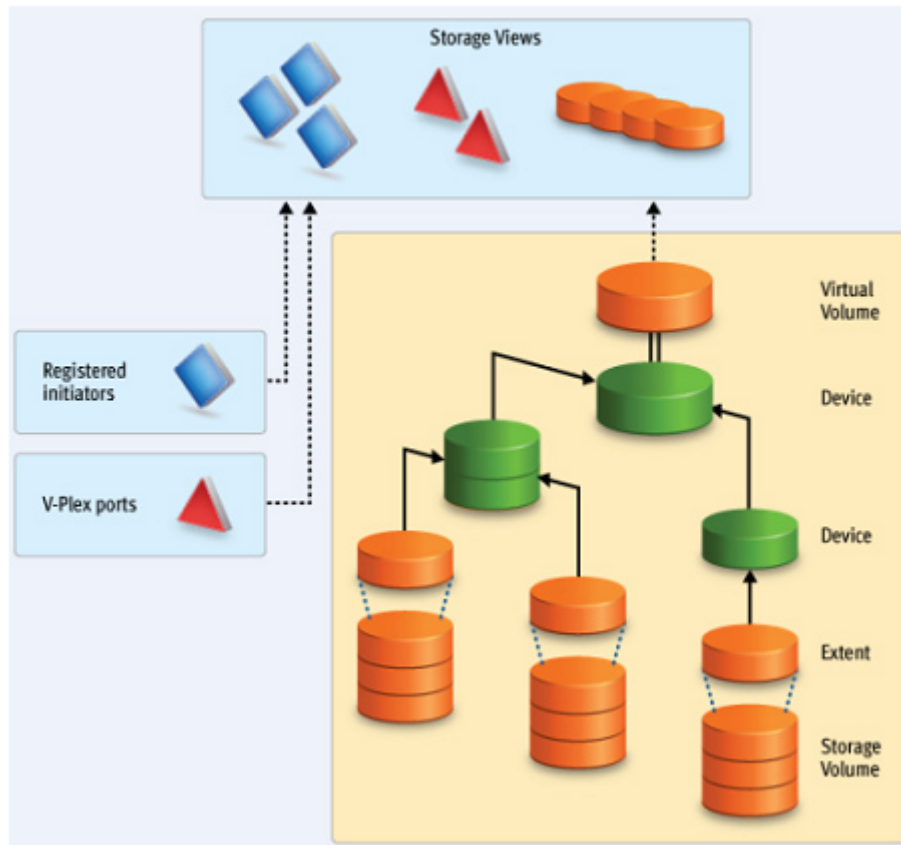 Storage Views
Virtual
Volume
Registered
initiators
Device
V-Plex ports
Device
Extent
Storage
Volume